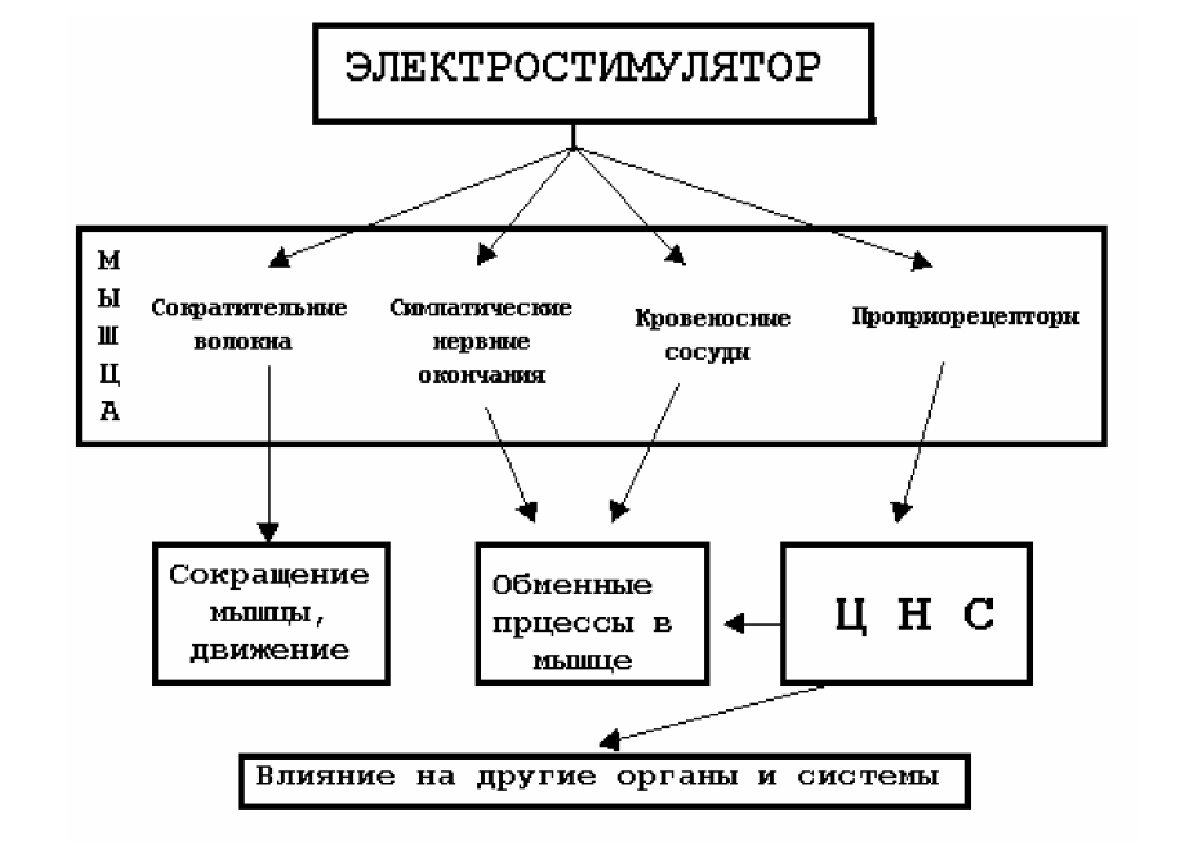 ЭЛЕКТРОСТИМУЛЯТОР
М
Ы
Ш
Ц
А
Сократительные
волокна
Симпатические
нервные
окончания
Кровеносные
сосуды
Проприорецепторы
Сокращение
мышцы,
движение
Обменные
прцессы в
мышце
Ц Н С
Влияние на другие органы и системы